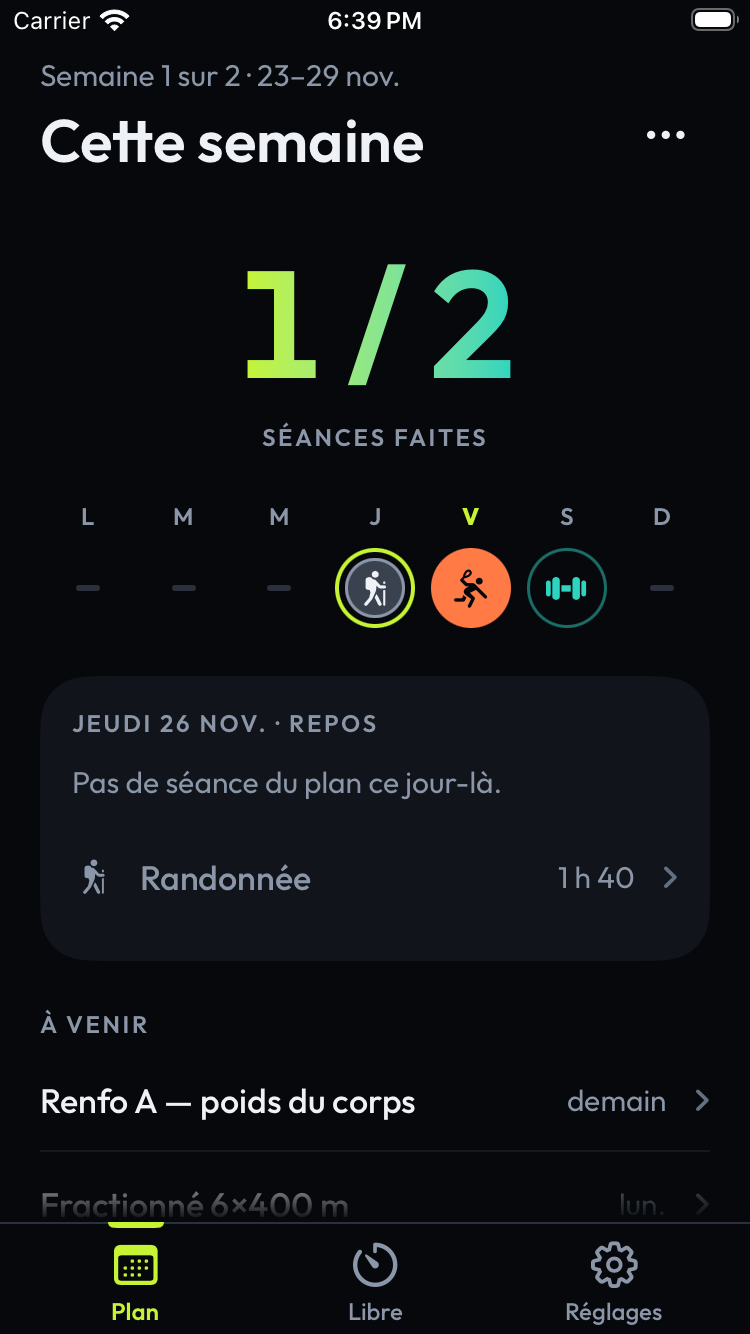 Carrier 6:39 PM
Semaine 1 sur 2 · 23–29 nov.
Cette semaine
1/2
SÉANCES FAITES
L M M J V S D
JEUDI 26 NOV. · REPOS
Pas de séance du plan ce jour-là.
Randonnée 1 h 40
À VENIR
Renfo A — poids du corps demain
Fractionné 6×400 m lun.
Plan Libre Réglages